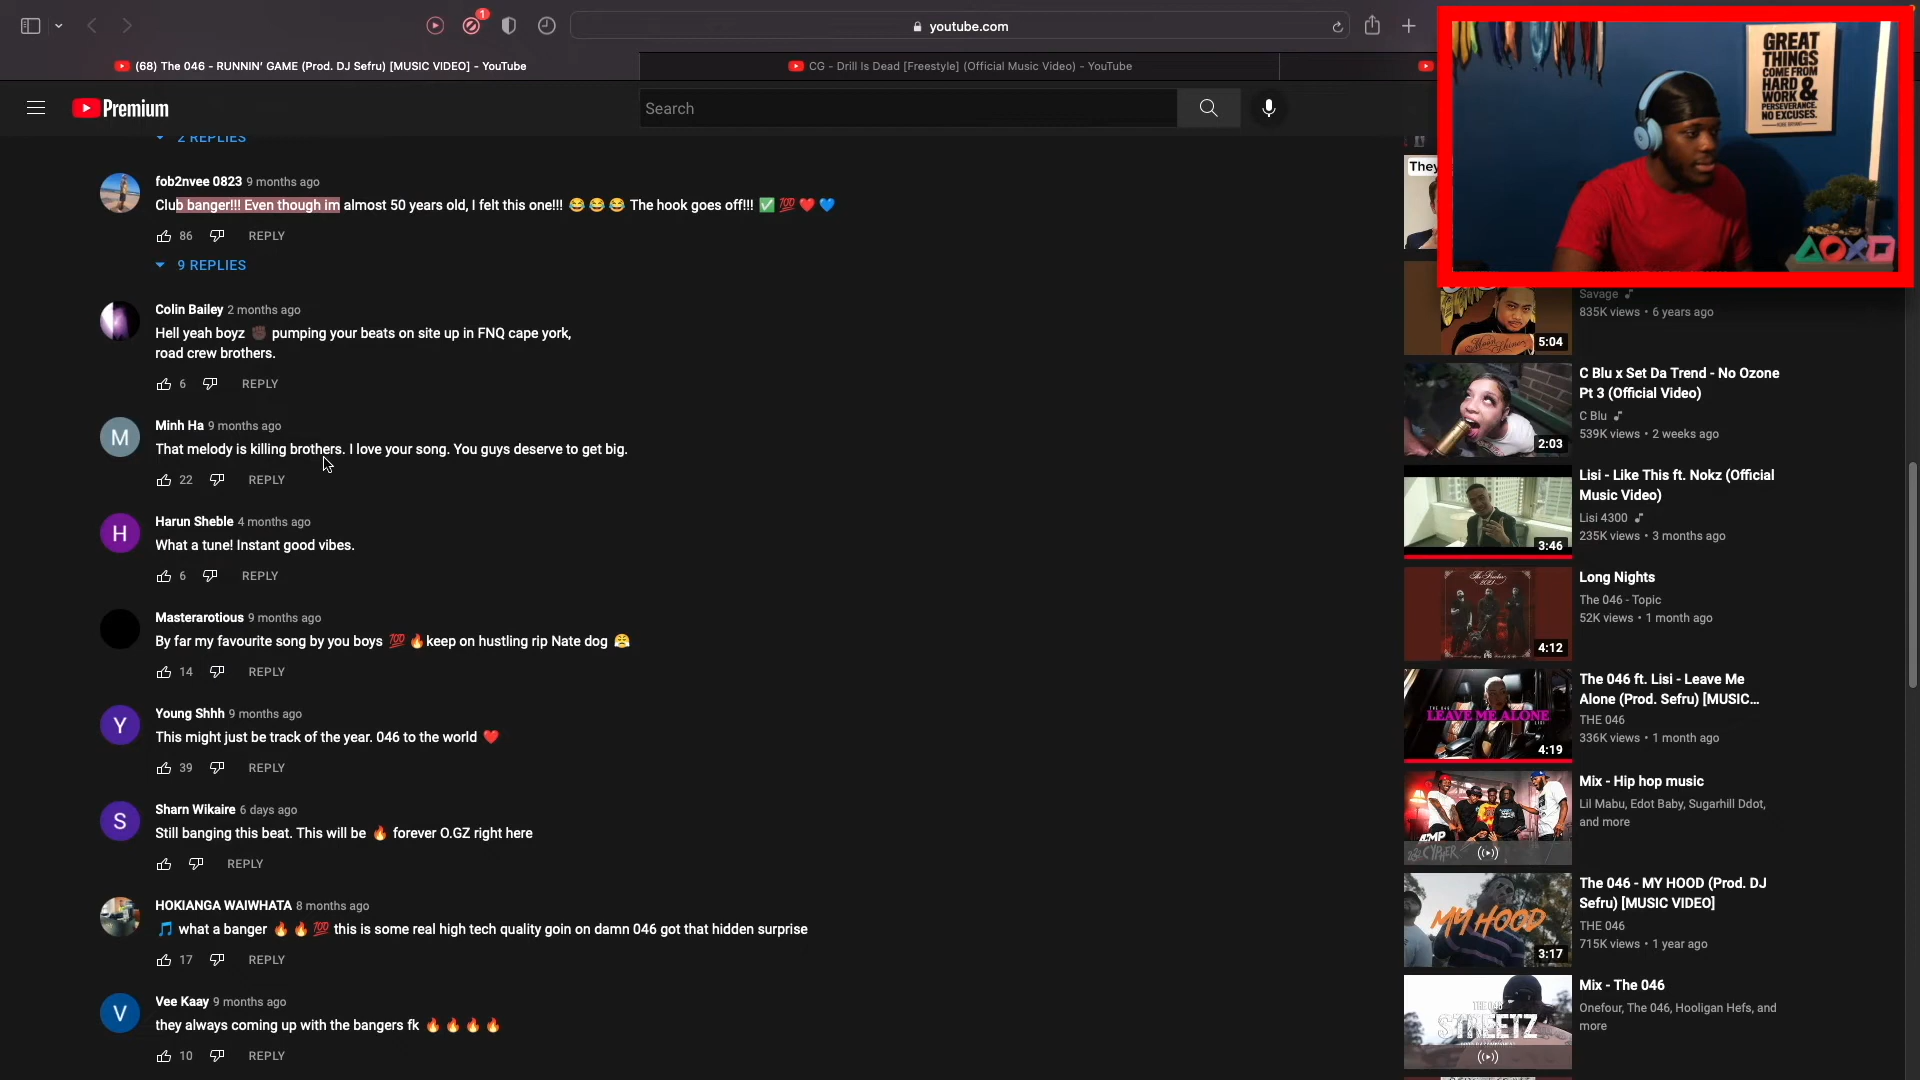 1
youtube.com
(68) The 046 - RUNNIN' GAME (Prod. DJ Sefru) [MUSIC VIDEO] - YouTube
CG - Drill Is Dead [Freestyle] (Official Music Video) - YouTube
Premium
Search
GREAT
THINGS
COME FROM
HARD
WORK &
PERSEVERANCE.
NO EXCUSES.
2 REPLIES
fob2nvee 0823 9 months ago
Club banger!!! Even though im almost 50 years old, I felt this one!!! 😂😂😂 The hook goes off!!! ✅💯❤️💙
86 REPLY
9 REPLIES
Colin Bailey 2 months ago
Hell yeah boyz ✊🏿 pumping your beats on site up in FNQ cape york,
road crew brothers.
6 REPLY
Minh Ha 9 months ago
That melody is killing brothers. I love your song. You guys deserve to get big.
22 REPLY
Harun Sheble 4 months ago
What a tune! Instant good vibes.
6 REPLY
Masterarotious 9 months ago
By far my favourite song by you boys 💯🔥keep on hustling rip Nate dog 😤
14 REPLY
Young Shhh 9 months ago
This might just be track of the year. 046 to the world ❤️
39 REPLY
Sharn Wikaire 6 days ago
Still banging this beat. This will be 🔥 forever O.GZ right here
REPLY
HOKIANGA WAIWHATA 8 months ago
🎵 what a banger 🔥🔥💯 this is some real high tech quality goin on damn 046 got that hidden surprise
17 REPLY
Vee Kaay 9 months ago
they always coming up with the bangers fk 🔥🔥🔥🔥
10 REPLY
M
H
Y
S
V
They
Savage
835K views • 6 years ago
5:04
C Blu x Set Da Trend - No Ozone
Pt 3 (Official Video)
C Blu
539K views • 2 weeks ago
2:03
Lisi - Like This ft. Nokz (Official
Music Video)
Lisi 4300
235K views • 3 months ago
3:46
Long Nights
The 046 - Topic
52K views • 1 month ago
4:12
The 046 ft. Lisi - Leave Me
Alone (Prod. Sefru) [MUSIC...
THE 046
336K views • 1 month ago
LEAVE ME ALONE
4:19
Mix - Hip hop music
Lil Mabu, Edot Baby, Sugarhill Ddot,
and more
CYPHER
The 046 - MY HOOD (Prod. DJ
Sefru) [MUSIC VIDEO]
THE 046
715K views • 1 year ago
MY HOOD
3:17
Mix - The 046
Onefour, The 046, Hooligan Hefs, and
more
THE 046
STREETZ